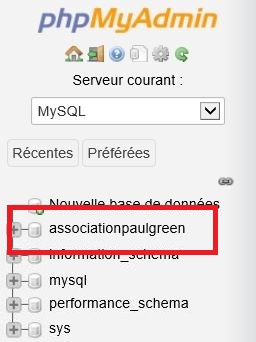 phpMyAdmin
Serveur courant :
MySQL
Récentes Préférées
Nouvelle base de données
associationpaulgreen
information_schema
mysql
performance_schema
sys